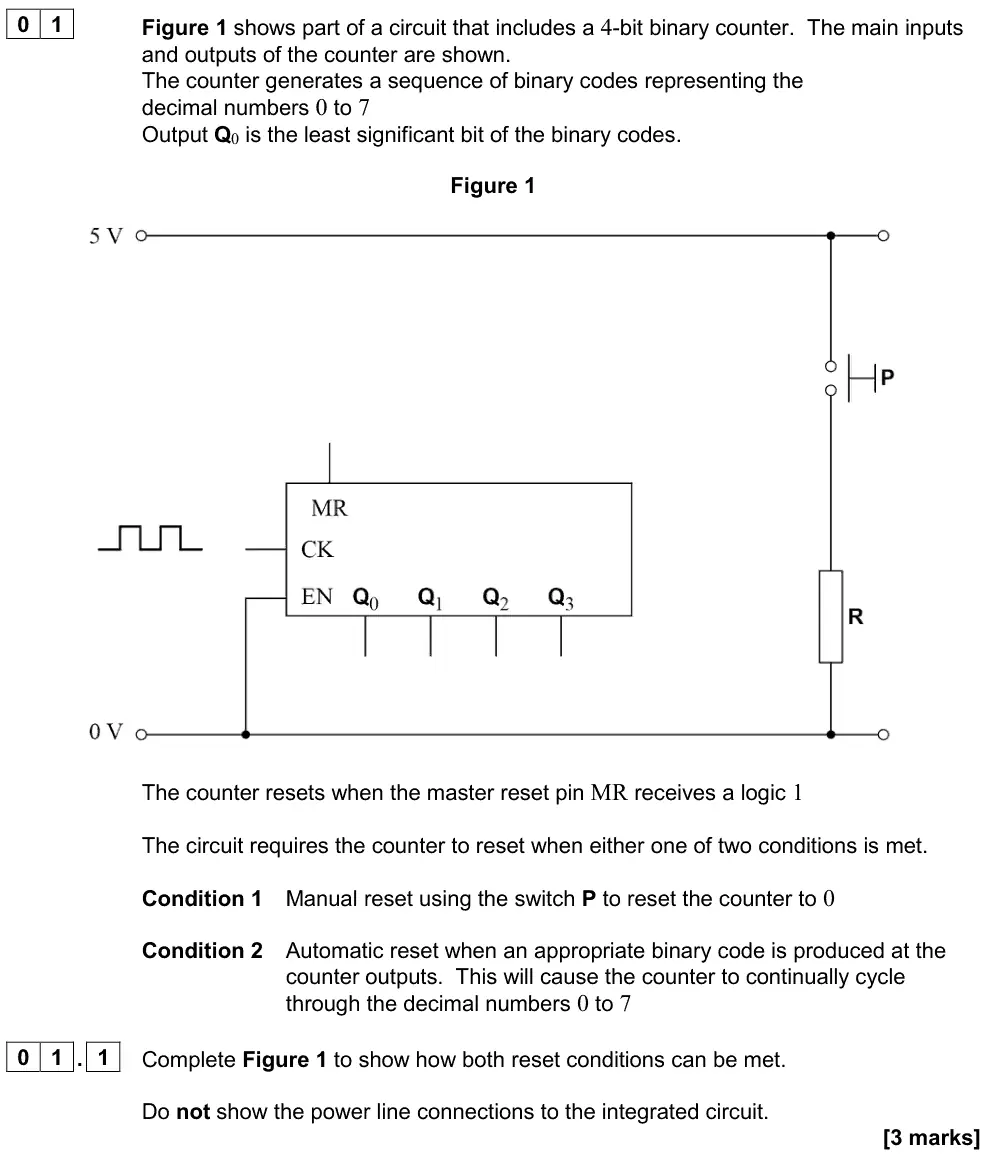 0 1
Figure 1 shows part of a circuit that includes a 4-bit binary counter. The main inputs
and outputs of the counter are shown.
The counter generates a sequence of binary codes representing the
decimal numbers 0 to 7
Output Q0 is the least significant bit of the binary codes.
Figure 1
5 V
P
MR
CK
EN Q0 Q1 Q2 Q3
R
0 V
The counter resets when the master reset pin MR receives a logic 1
The circuit requires the counter to reset when either one of two conditions is met.
Condition 1 Manual reset using the switch P to reset the counter to 0
Condition 2 Automatic reset when an appropriate binary code is produced at the
counter outputs. This will cause the counter to continually cycle
through the decimal numbers 0 to 7
0 1 . 1 Complete Figure 1 to show how both reset conditions can be met.
Do not show the power line connections to the integrated circuit.
[3 marks]